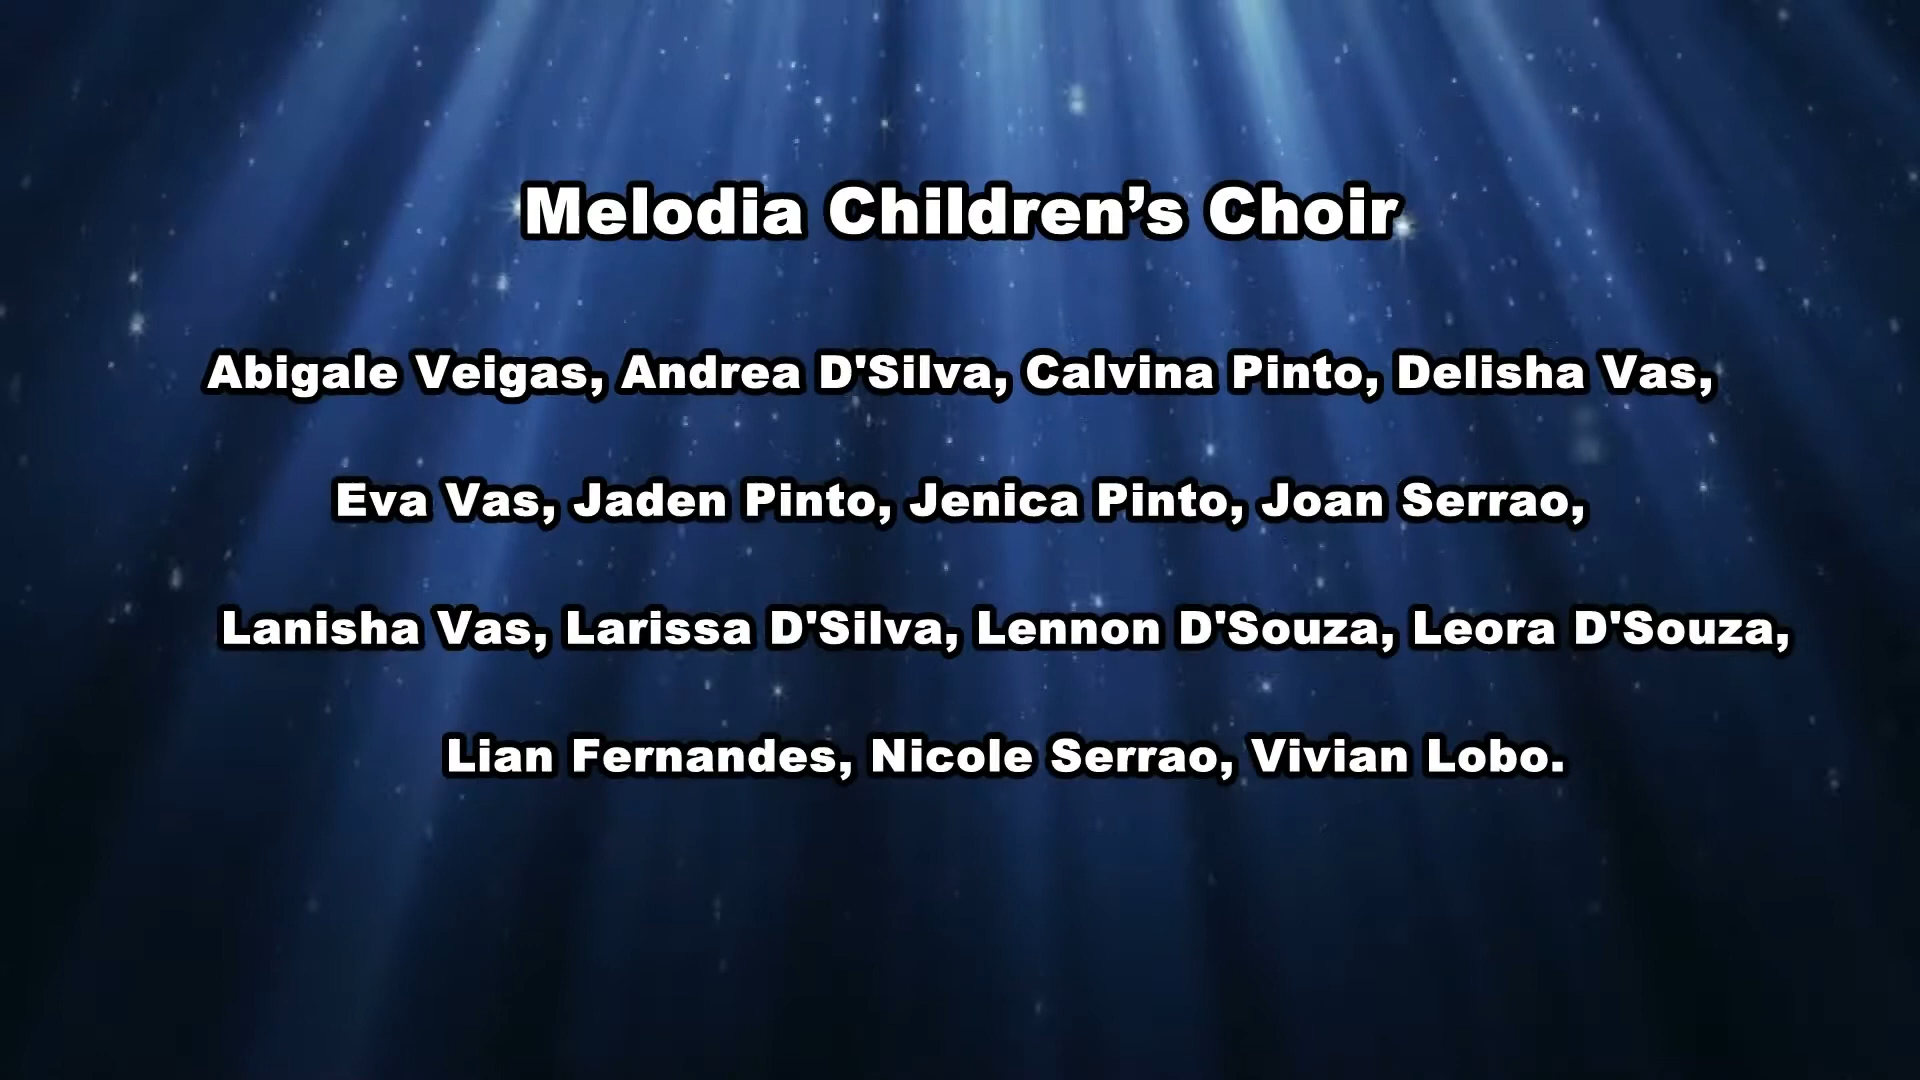 Melodia Children’s Choir
Abigale Veigas, Andrea D'Silva, Calvina Pinto, Delisha Vas,
Eva Vas, Jaden Pinto, Jenica Pinto, Joan Serrao,
Lanisha Vas, Larissa D'Silva, Lennon D'Souza, Leora D'Souza,
Lian Fernandes, Nicole Serrao, Vivian Lobo.